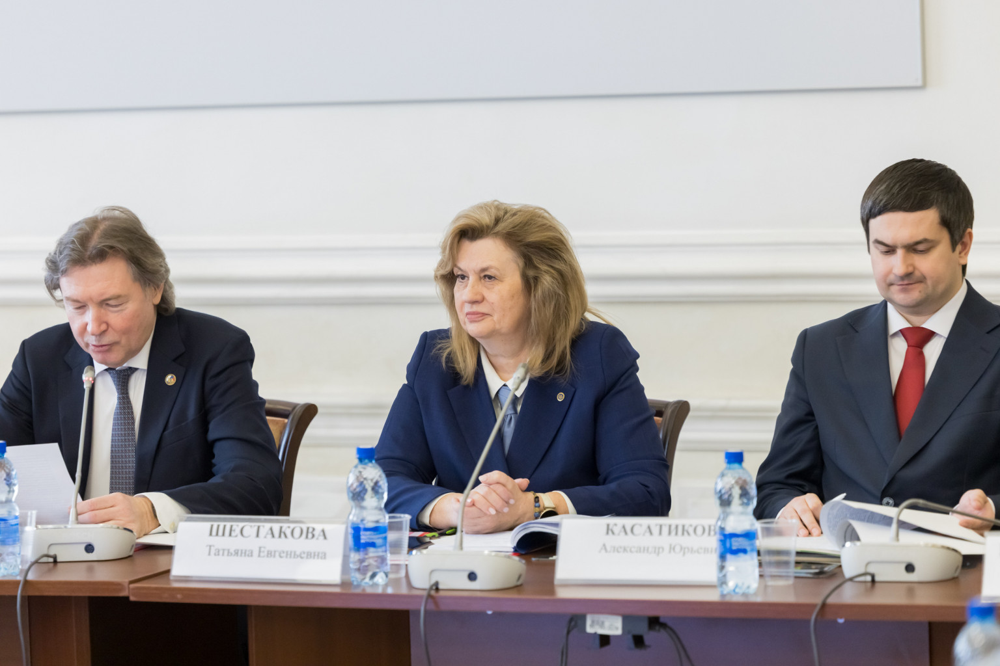 ШЕСТАКОВА
Татьяна Евгеньевна
КАСАТИКОВ
Александр Юрьеви